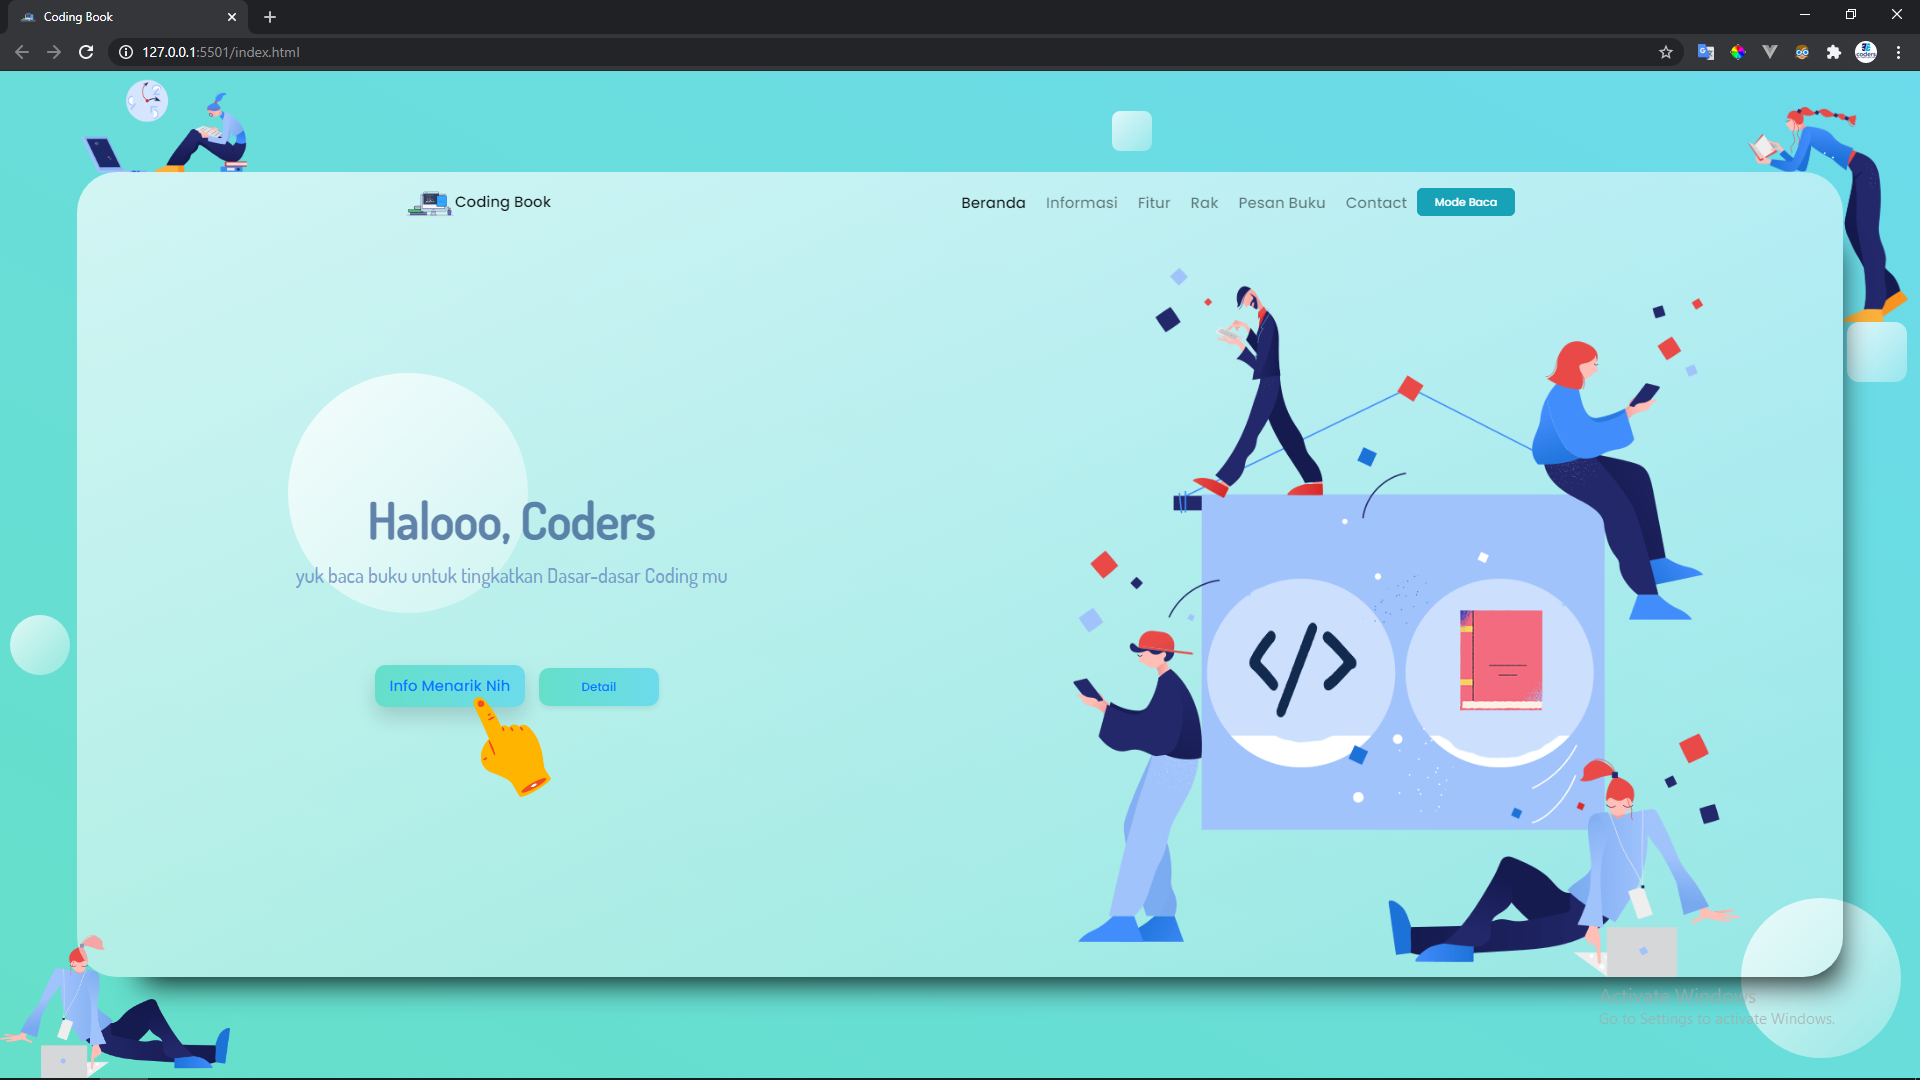 Coding Book
127.0.0.1:5501/index.html
Coding Book
Beranda Informasi Fitur Rak Pesan Buku Contact Mode Baca
Halooo, Coders
yuk baca buku untuk tingkatkan Dasar-dasar Coding mu
Info Menarik Nih Detail
</>
Activate Windows
Go to Settings to activate Windows.